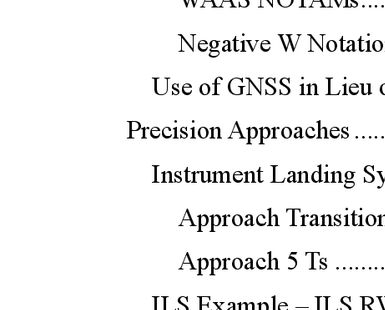 WAAS NOTAMs....
Negative W Notatio
Use of GNSS in Lieu o
Precision Approaches .....
Instrument Landing Sy
Approach Transition
Approach 5 Ts ........
ILS Example – ILS RW